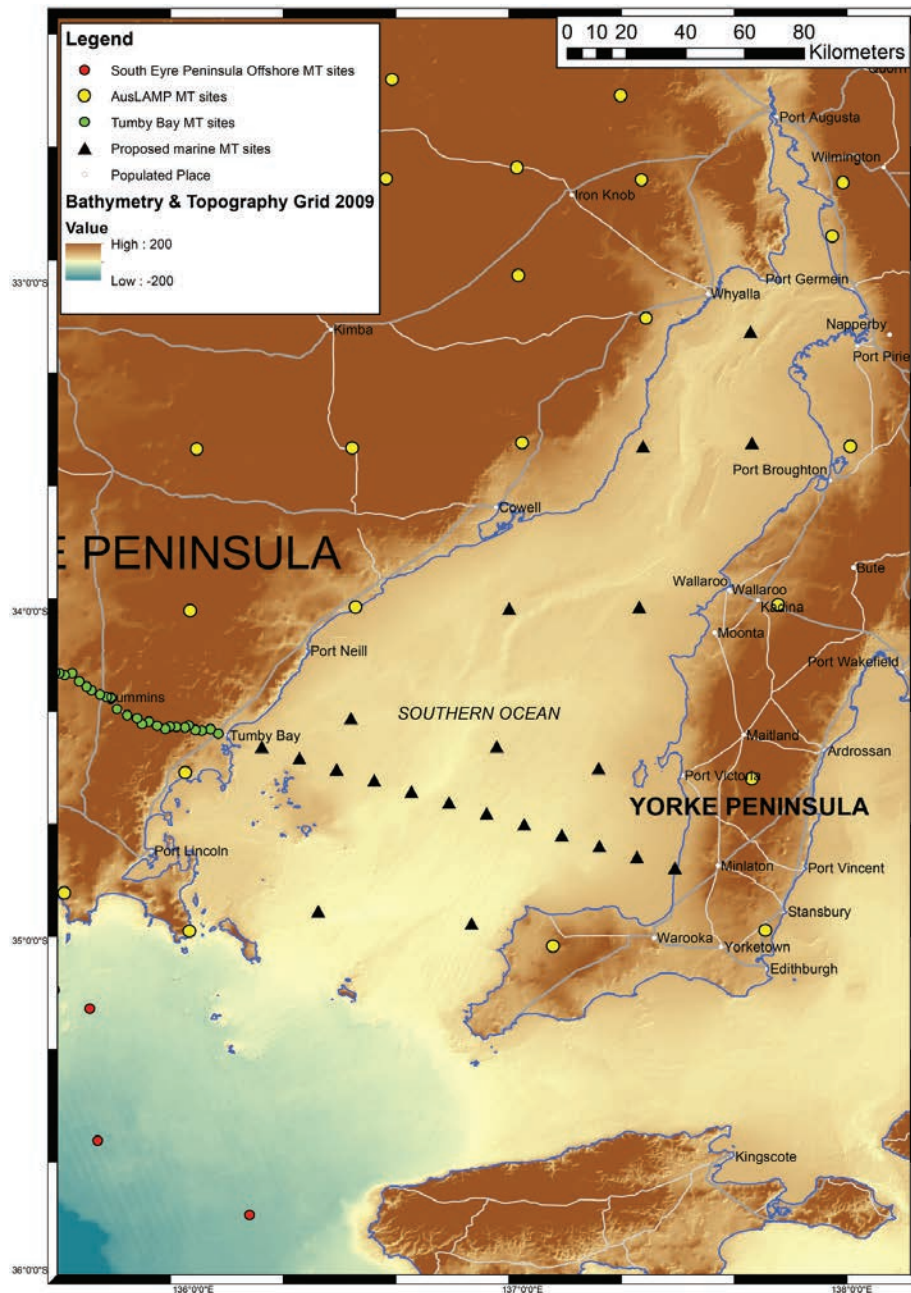 Legend
South Eyre Peninsula Offshore MT sites
AusLAMP MT sites
Tumby Bay MT sites
Proposed marine MT sites
Populated Place
Bathymetry & Topography Grid 2009
Value
High : 200
Low : -200
0 10 20 40 60 80
Kilometers
Quorn
Port Augusta
Wilmington
Iron Knob
33°0'0"S
Port Germein
Whyalla
Kimba
Napperby
Port Pirie
Port Broughton
Cowell
E PENINSULA
Bute
Wallaroo
Wallaroo
Kadina
34°0'0"S
Moonta
Port Neill
Port Wakefield
Cummins
SOUTHERN OCEAN
Tumby Bay
Maitland
Ardrossan
Port Victoria
YORKE PENINSULA
Port Lincoln
Minlaton
Port Vincent
Stansbury
35°0'0"S
Warooka
Yorketown
Edithburgh
Kingscote
36°0'0"S
136°0'0"E
137°0'0"E
138°0'0"E